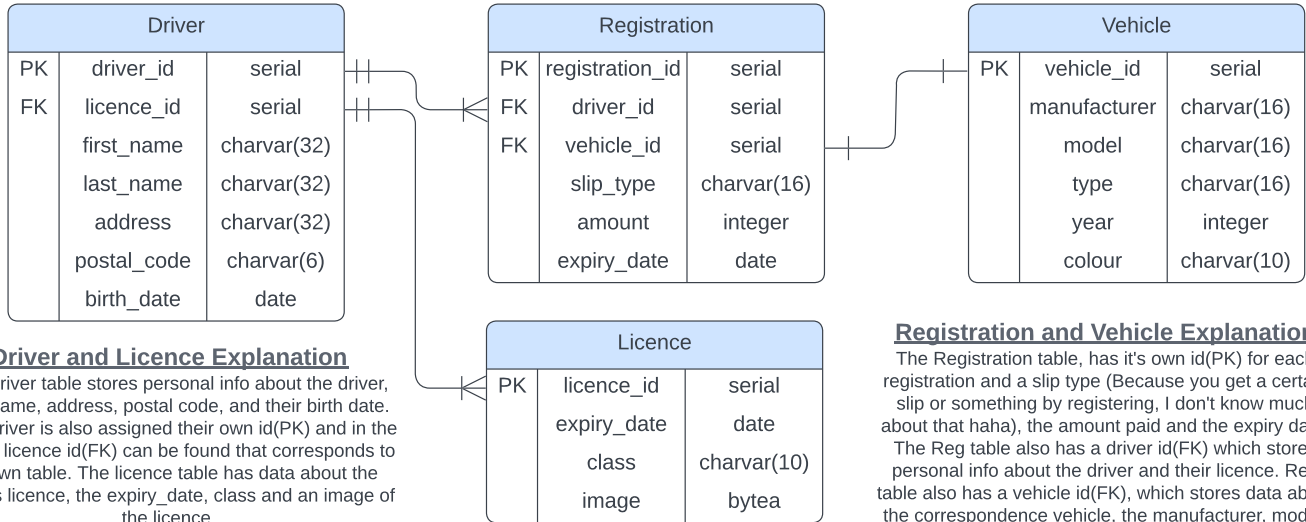 Driver
PK driver_id serial
FK licence_id serial
first_name charvar(32)
last_name charvar(32)
address charvar(32)
postal_code charvar(6)
birth_date date
Registration
PK registration_id serial
FK driver_id serial
FK vehicle_id serial
slip_type charvar(16)
amount integer
expiry_date date
Vehicle
PK vehicle_id serial
manufacturer charvar(16)
model charvar(16)
type charvar(16)
year integer
colour charvar(10)
Licence
PK licence_id serial
expiry_date date
class charvar(10)
image bytea
Driver and Licence Explanation
river table stores personal info about the driver,
ame, address, postal code, and their birth date.
river is also assigned their own id(PK) and in the
licence id(FK) can be found that corresponds to
wn table. The licence table has data about the
s licence, the expiry_date, class and an image of
the licence
Registration and Vehicle Explanation
The Registration table, has it's own id(PK) for each
registration and a slip type (Because you get a certa
slip or something by registering, I don't know much
about that haha), the amount paid and the expiry da
The Reg table also has a driver id(FK) which store
personal info about the driver and their licence. Re
table also has a vehicle id(FK), which stores data ab
the correspondence vehicle, the manufacturer, mod